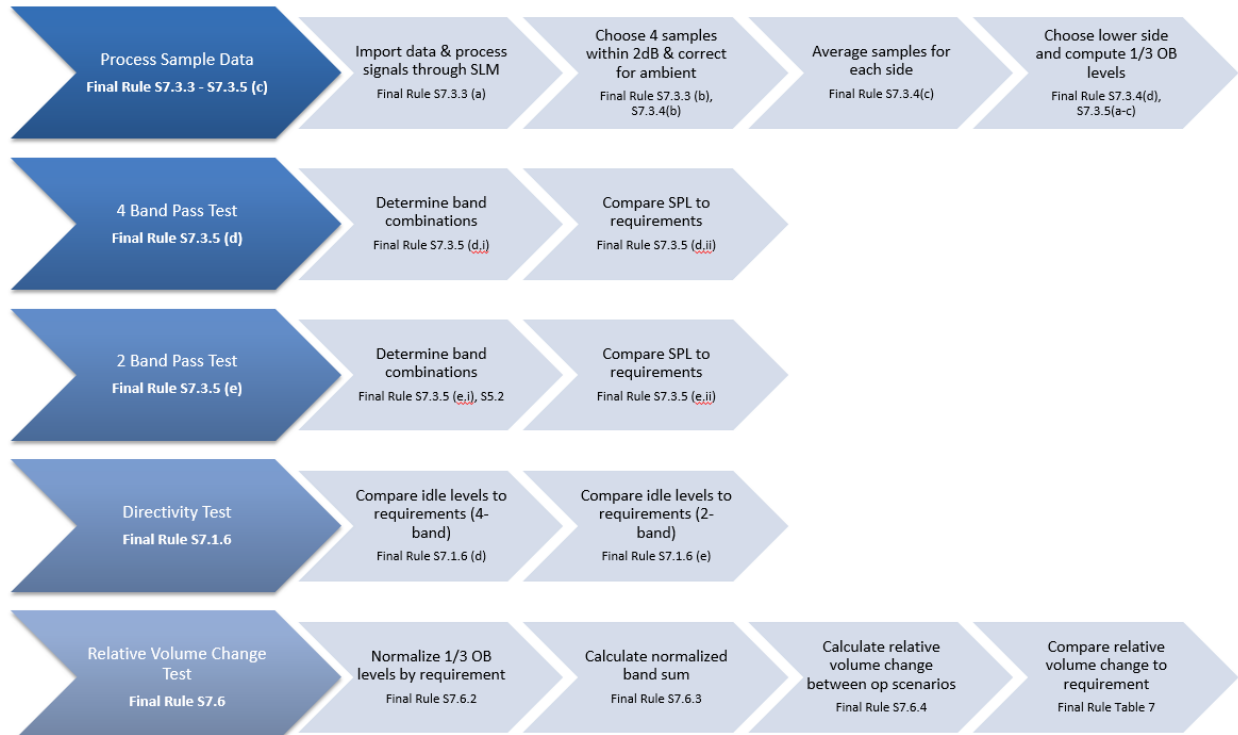 Process Sample Data
Final Rule S7.3.3 - S7.3.5 (c)
Import data & process
signals through SLM
Final Rule S7.3.3 (a)
Choose 4 samples
within 2dB & correct
for ambient
Final Rule S7.3.3 (b),
S7.3.4(b)
Average samples for
each side
Final Rule S7.3.4(c)
Choose lower side
and compute 1/3 OB
levels
Final Rule S7.3.4(d),
S7.3.5(a-c)
4 Band Pass Test
Final Rule S7.3.5 (d)
Determine band
combinations
Final Rule S7.3.5 (d,i)
Compare SPL to
requirements
Final Rule S7.3.5 (d,ii)
2 Band Pass Test
Final Rule S7.3.5 (e)
Determine band
combinations
Final Rule S7.3.5 (e,i), S5.2
Compare SPL to
requirements
Final Rule S7.3.5 (e,ii)
Directivity Test
Final Rule S7.1.6
Compare idle levels to
requirements (4-
band)
Final Rule S7.1.6 (d)
Compare idle levels to
requirements (2-
band)
Final Rule S7.1.6 (e)
Relative Volume Change
Test
Final Rule S7.6
Normalize 1/3 OB
levels by requirement
Final Rule S7.6.2
Calculate normalized
band sum
Final Rule S7.6.3
Calculate relative
volume change
between op scenarios
Final Rule S7.6.4
Compare relative
volume change to
requirement
Final Rule Table 7